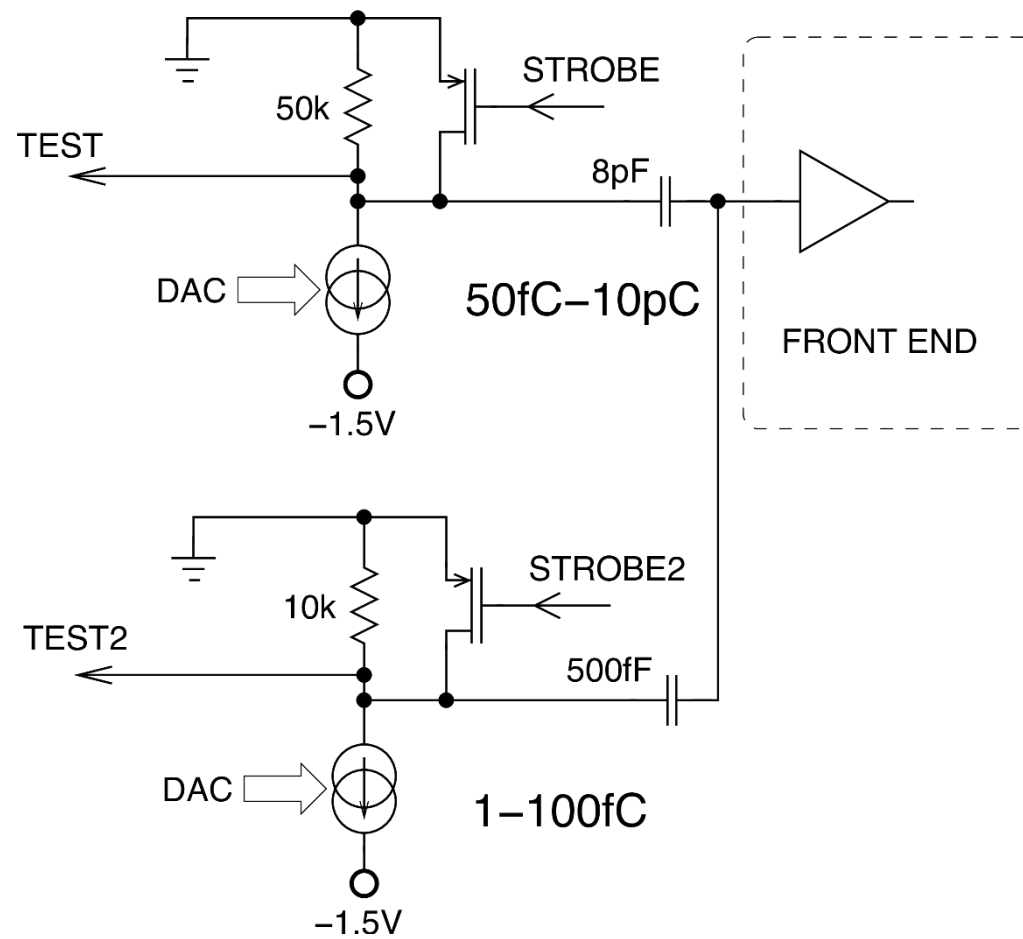 STROBE
50k
TEST
8pF
DAC
50fC–10pC
FRONT END
–1.5V
STROBE2
10k
TEST2
500fF
DAC
1–100fC
–1.5V